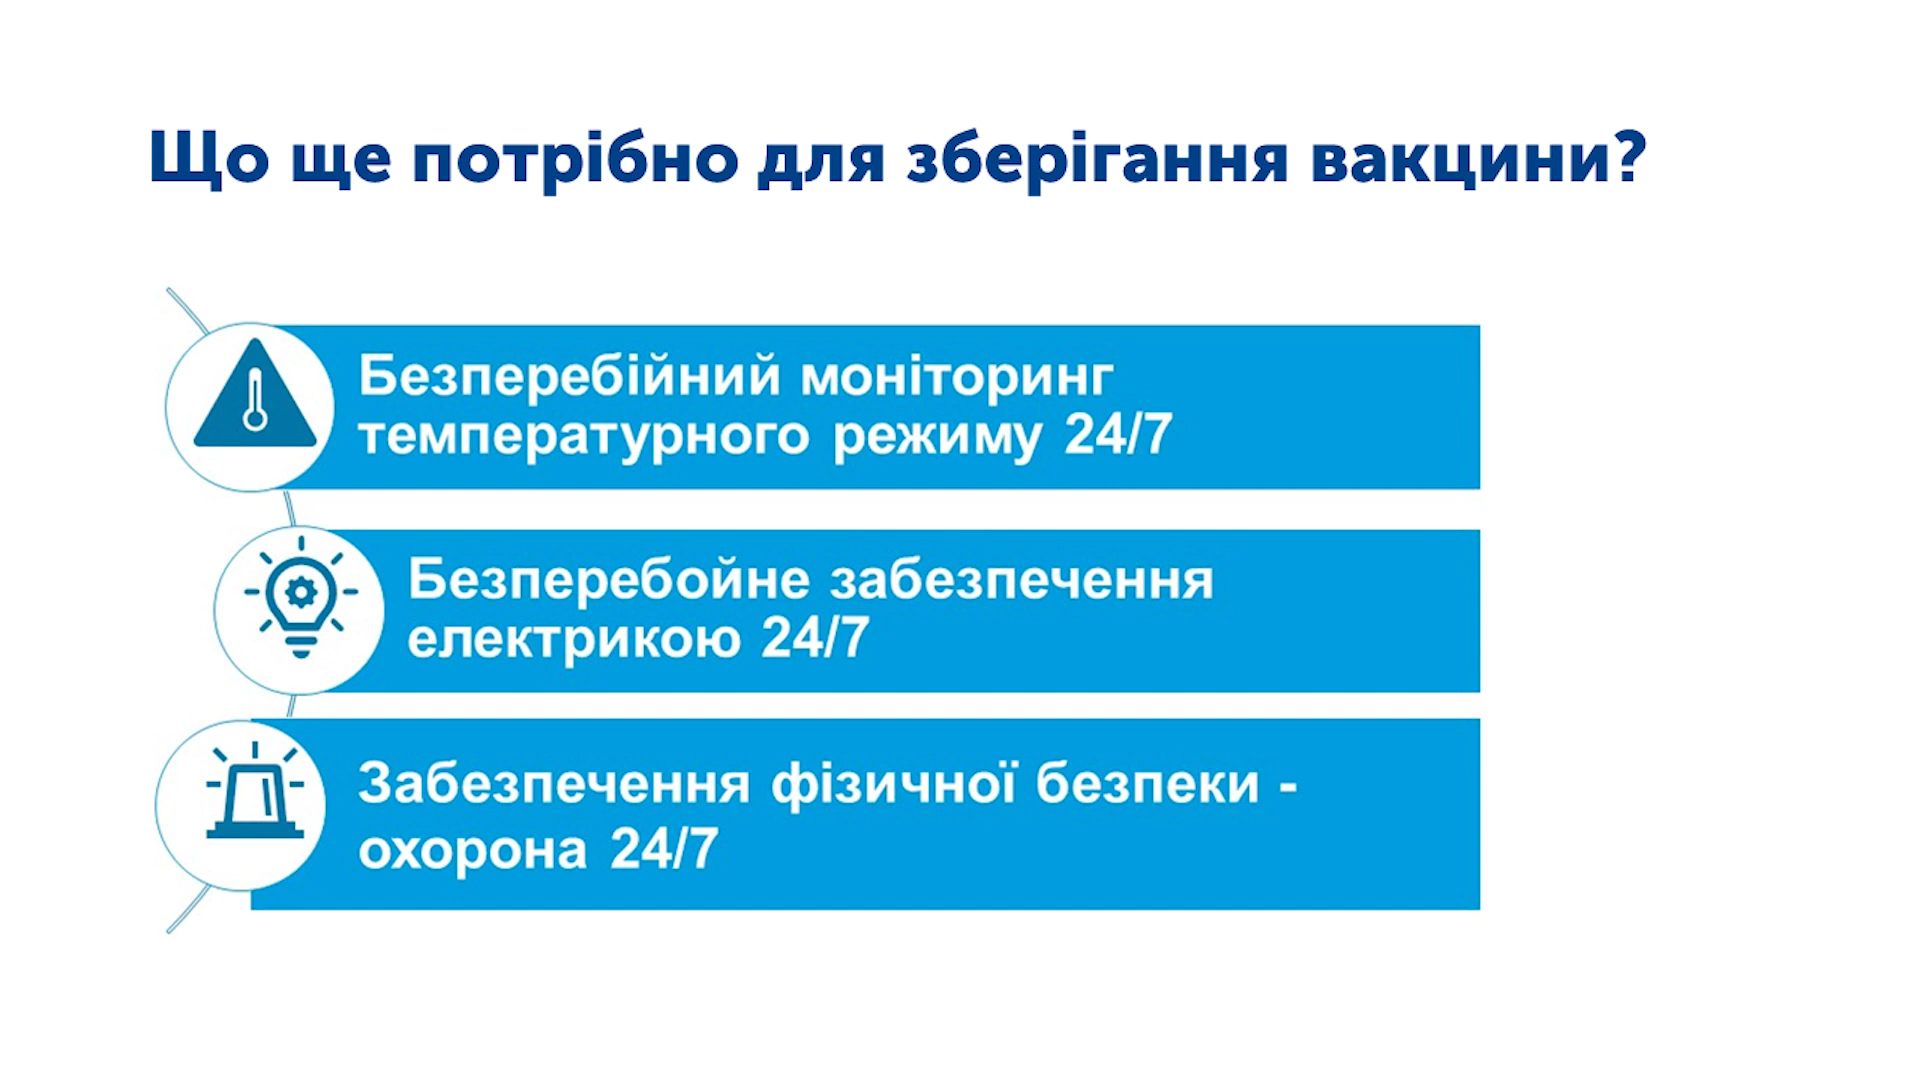 Що ще потрібно для зберігання вакцини?
Безперебійний моніторинг
температурного режиму 24/7
Безперебойне забезпечення
електрикою 24/7
Забезпечення фізичної безпеки -
охорона 24/7